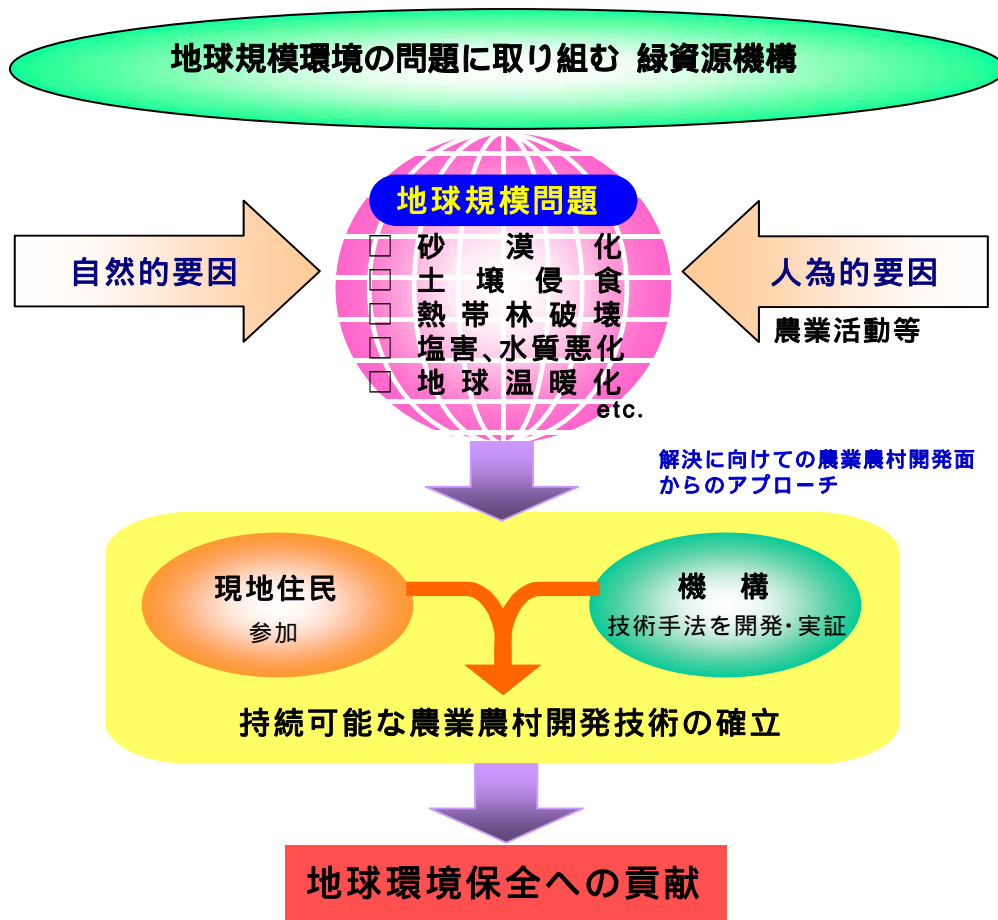 地球規模環境の問題に取り組む 緑資源機構
地球規模問題
□ 砂漠化
□ 土壌侵食
□ 熱帯林破壊
□ 塩害、水質悪化
□ 地球温暖化
etc.
自然的要因
人為的要因
農業活動等
解決に向けての農業農村開発面
からのアプローチ
現地住民
参加
機構
技術手法を開発・実証
持続可能な農業農村開発技術の確立
地球環境保全への貢献